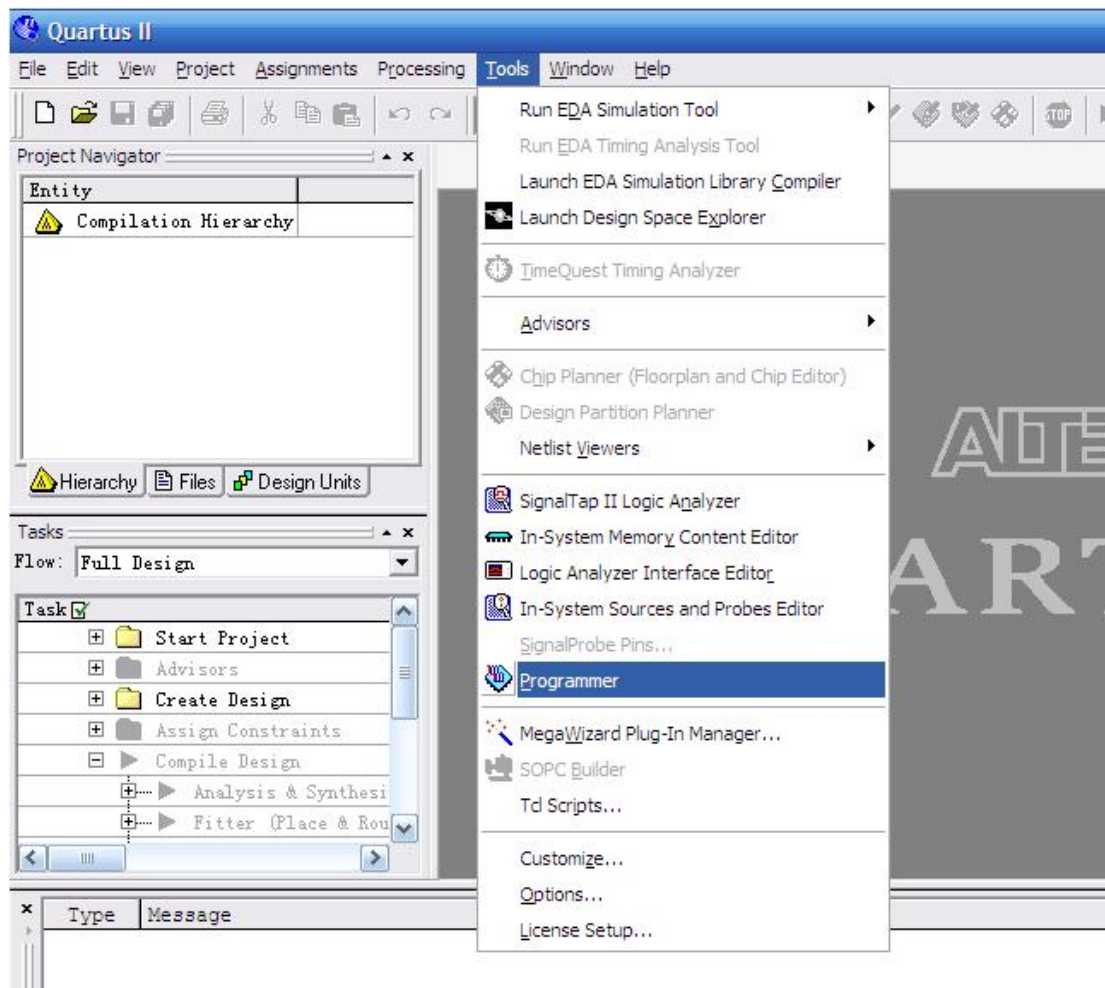 Quartus II
File Edit View Project Assignments Processing Tools Window Help
STOP
Project Navigator
Entity
Compilation Hierarchy
Hierarchy Files Design Units
Tasks
Flow: Full Design
Task
Start Project
Advisors
Create Design
Assign Constraints
Compile Design
Analysis & Synthesi
Fitter (Place & Rou
Run EDA Simulation Tool
Run EDA Timing Analysis Tool
Launch EDA Simulation Library Compiler
Launch Design Space Explorer
TimeQuest Timing Analyzer
Advisors
Chip Planner (Floorplan and Chip Editor)
Design Partition Planner
Netlist Viewers
SignalTap II Logic Analyzer
In-System Memory Content Editor
Logic Analyzer Interface Editor
In-System Sources and Probes Editor
SignalProbe Pins...
Programmer
MegaWizard Plug-In Manager...
SOPC Builder
Tcl Scripts...
Customize...
Options...
License Setup...
ALTE
ART
Type Message